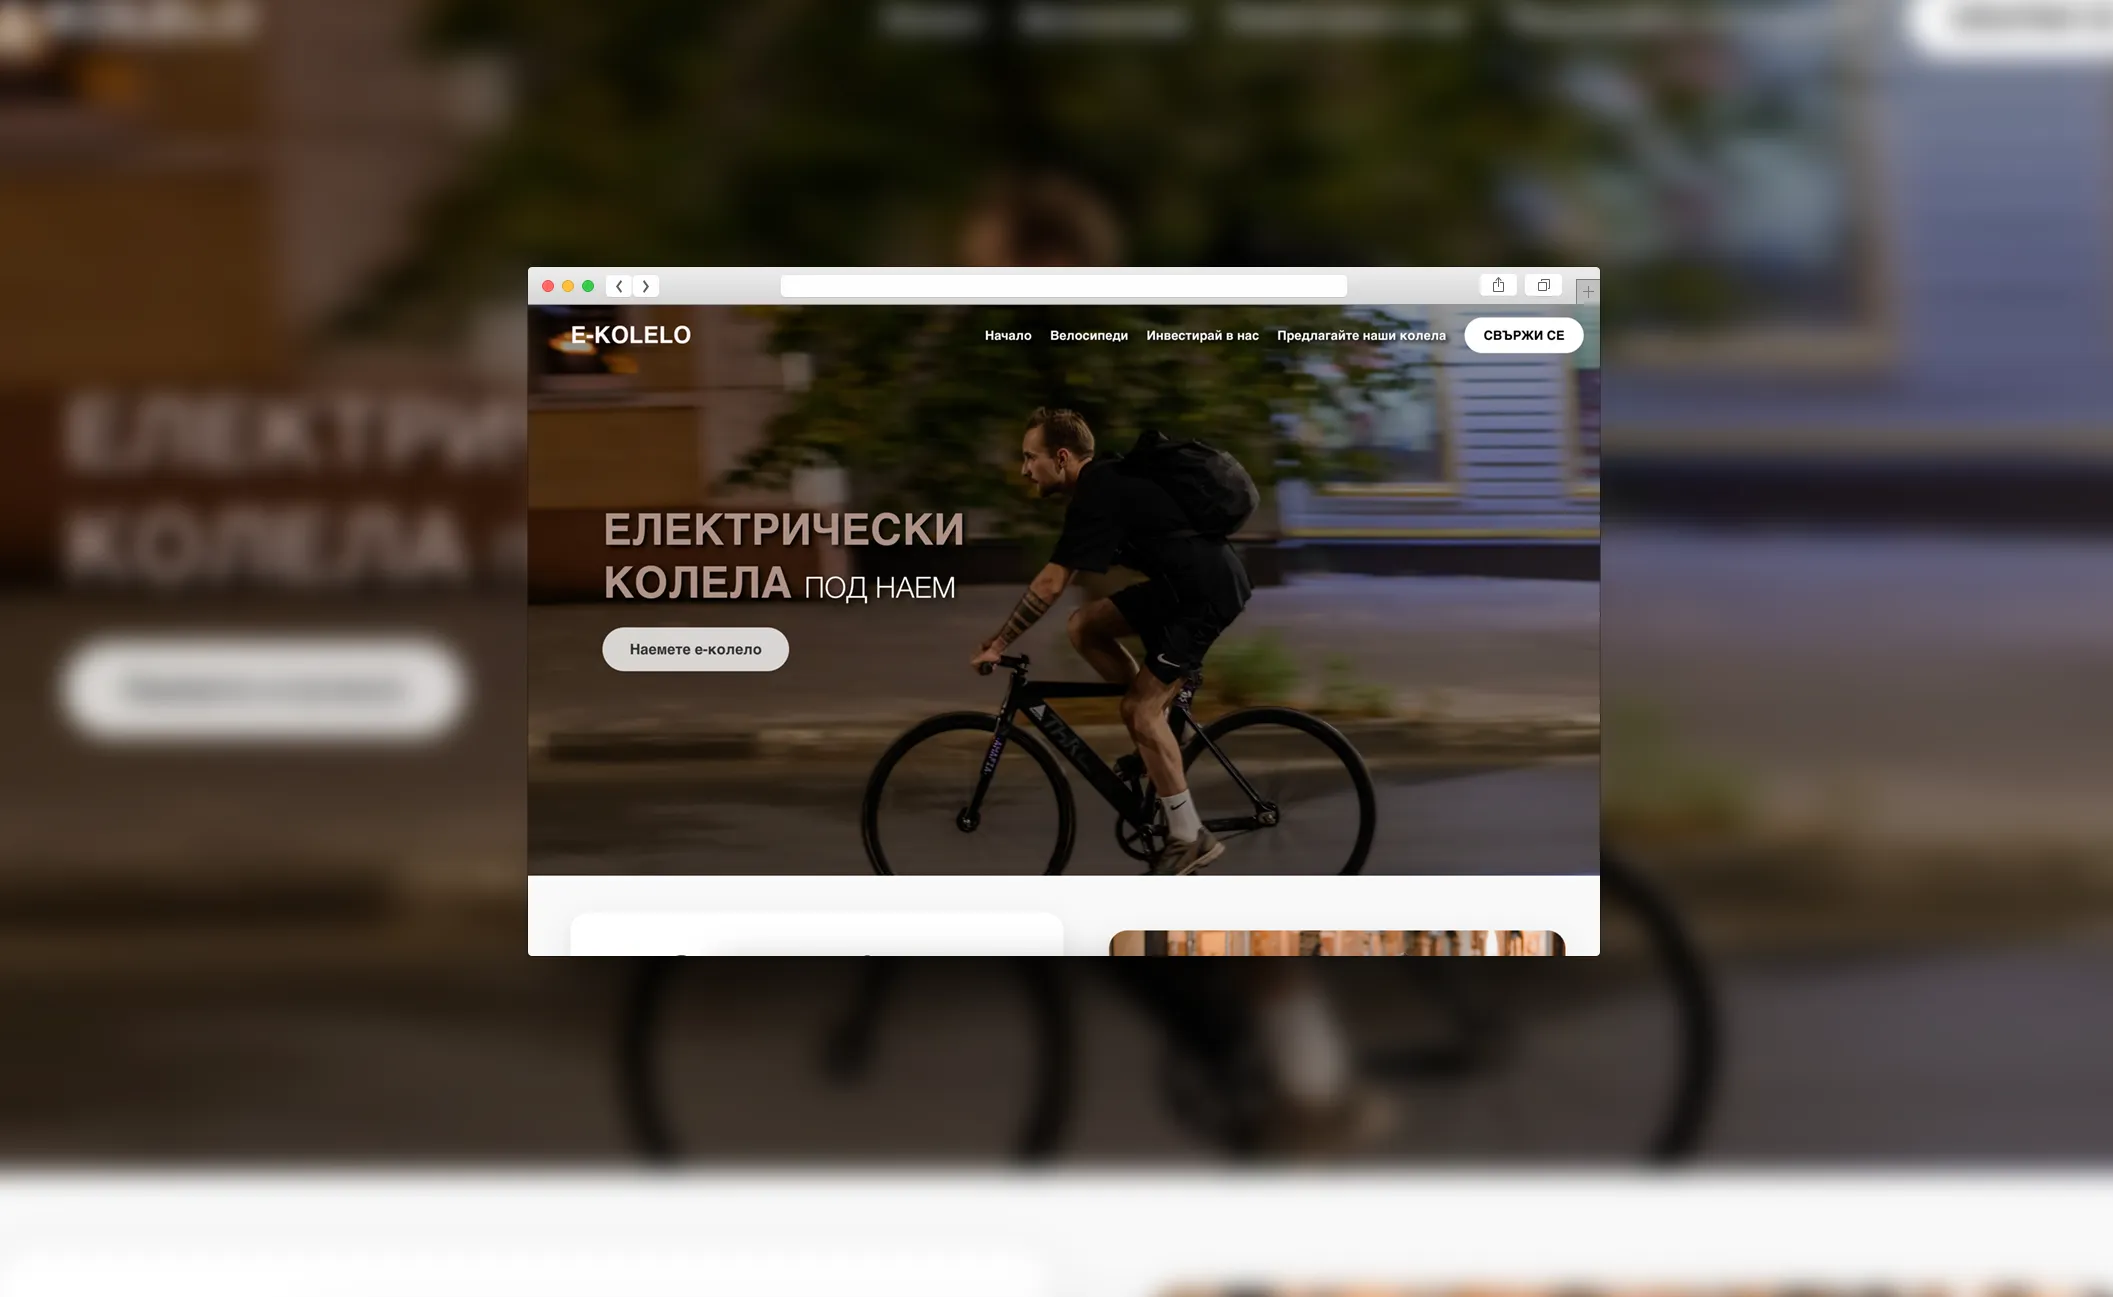 E-KOLELO
Начало Велосипеди Инвестирай в нас Предлагайте наши колела СВЪРЖИ СЕ
ЕЛЕКТРИЧЕСКИ
КОЛЕЛА ПОД НАЕМ
Наемете е-колело